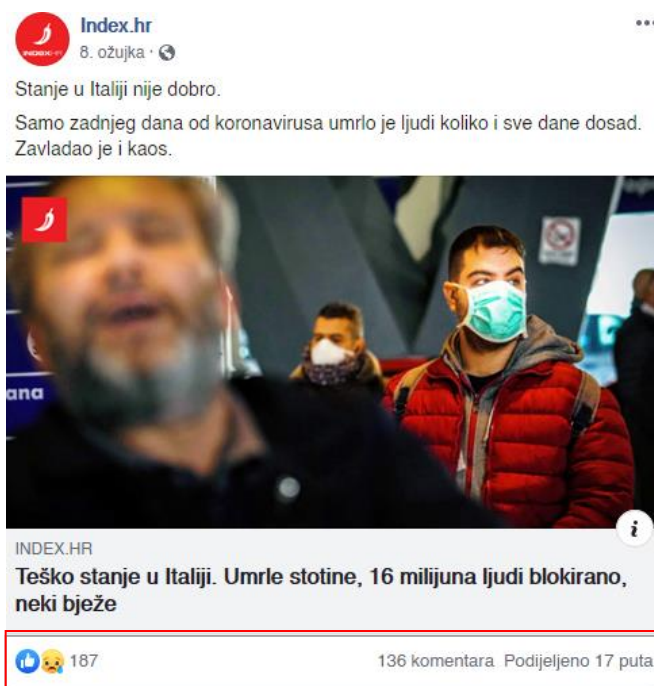 Index.hr
INDEX.HR
8. ožujka ·
Stanje u Italiji nije dobro.
Samo zadnjeg dana od koronavirusa umrlo je ljudi koliko i sve dane dosad.
Zavladao je i kaos.
ana
i
INDEX.HR
Teško stanje u Italiji. Umrle stotine, 16 milijuna ljudi blokirano,
neki bježe
187
136 komentara Podijeljeno 17 puta